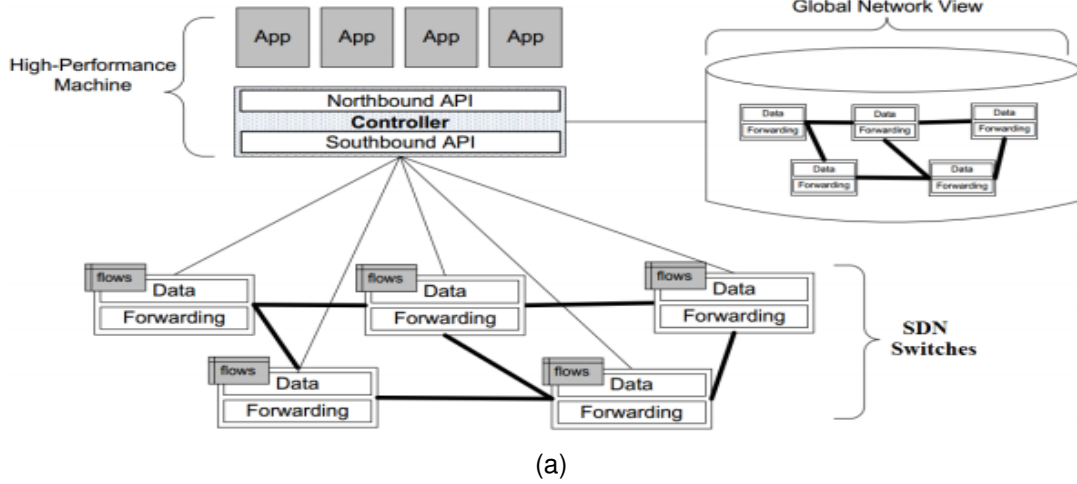 Global Network View
App App App App
High-Performance
Machine
Northbound API
Controller
Southbound API
Data Data Data
Forwarding Forwarding Forwarding
Data Data
Forwarding Forwarding
flows flows flows
Data Data Data
Forwarding Forwarding Forwarding
SDN
Switches
flows flows
Data Data
Forwarding Forwarding
(a)